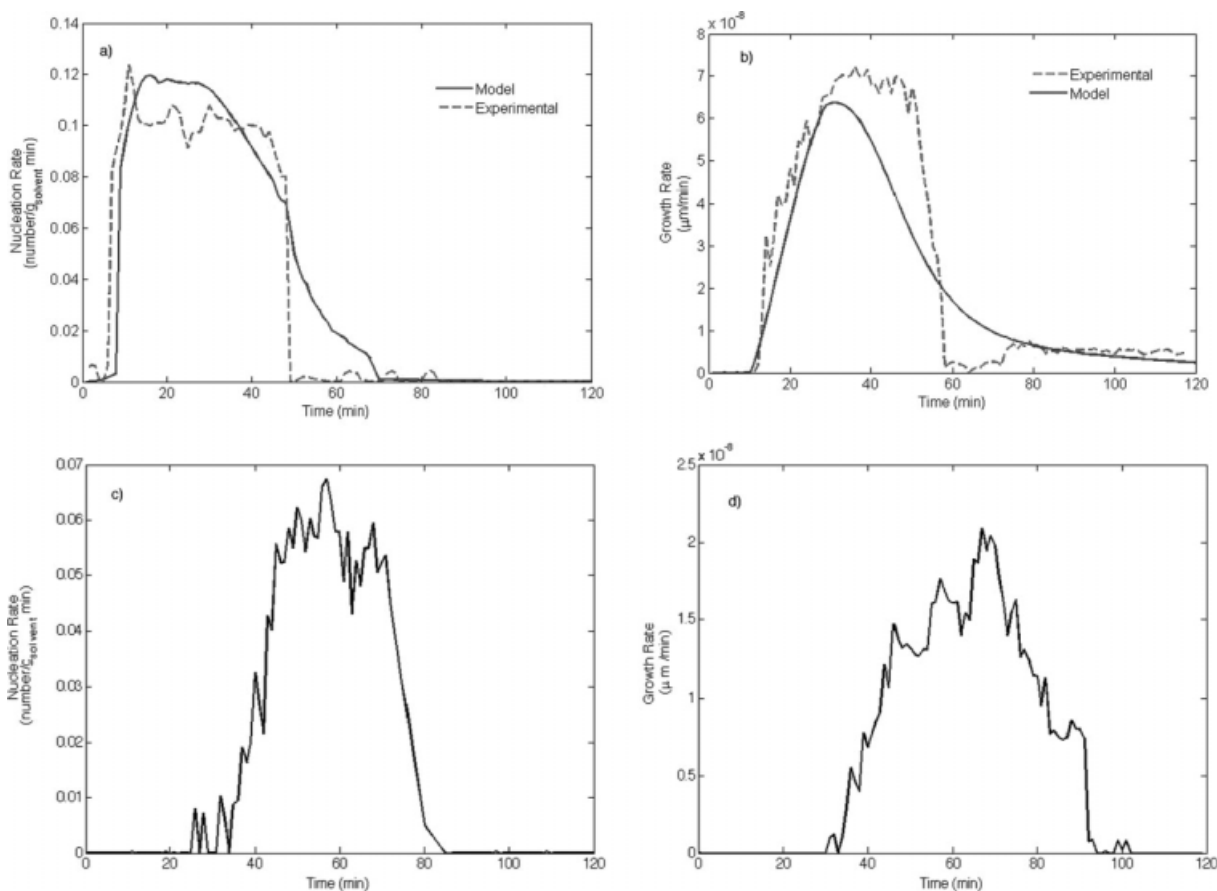 a)
0.14
0.12
0.1
0.08
0.06
0.04
0.02
0
Nucleation Rate
(number/gsolvent min)
Model
Experimental
0 20 40 60 80 100 120
Time (min)
x 10-8
b)
8
7
6
5
4
3
2
1
0
Growth Rate
(μm/min)
Experimental
Model
0 20 40 60 80 100 120
Time (min)
c)
0.07
0.06
0.05
0.04
0.03
0.02
0.01
0
Nucleation Rate
(number/gsolvent min)
0 20 40 60 80 100 120
Time (min)
x 10-8
d)
2.5
2
1.5
1
0.5
0
Growth Rate
(μ m /min)
0 20 40 60 80 100 120
Time (min)